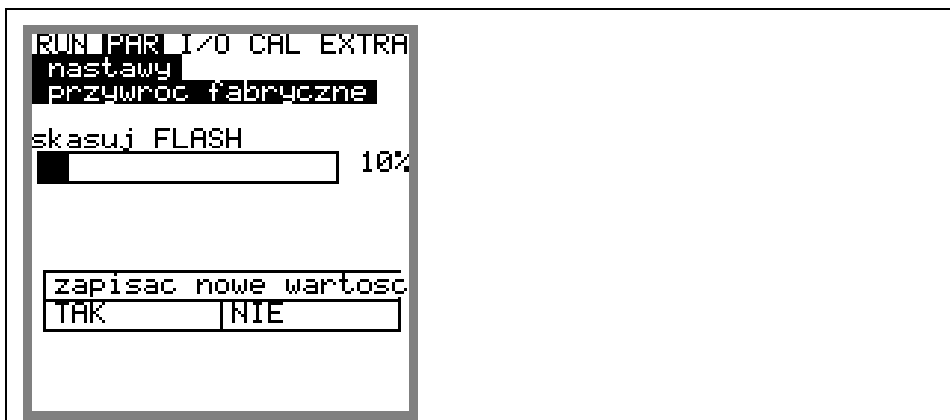 RUN PAR I/O CAL EXTRA
nastawy
przywroc fabryczne
skasuj FLASH
10%
zapisac nowe wartosc
TAK NIE